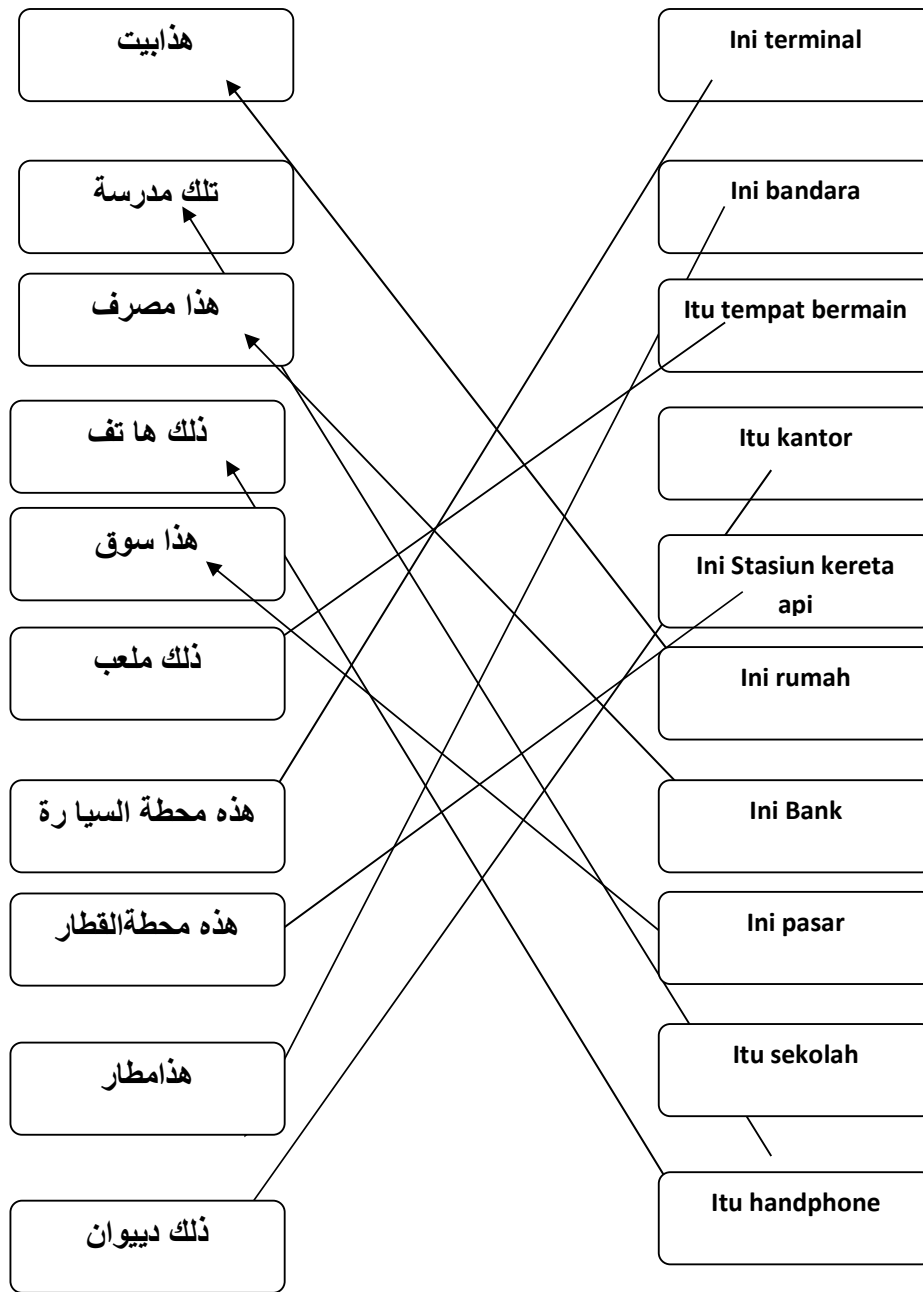 هذابيت
Ini terminal
تلك مدرسة
Ini bandara
هذا مصرف
Itu tempat bermain
ذلك ها تف
Itu kantor
هذا سوق
Ini Stasiun kereta
api
ذلك ملعب
Ini rumah
هذه محطة السيا رة
Ini Bank
هذه محطةالقطار
Ini pasar
هذامطار
Itu sekolah
ذلك دييوان
Itu handphone